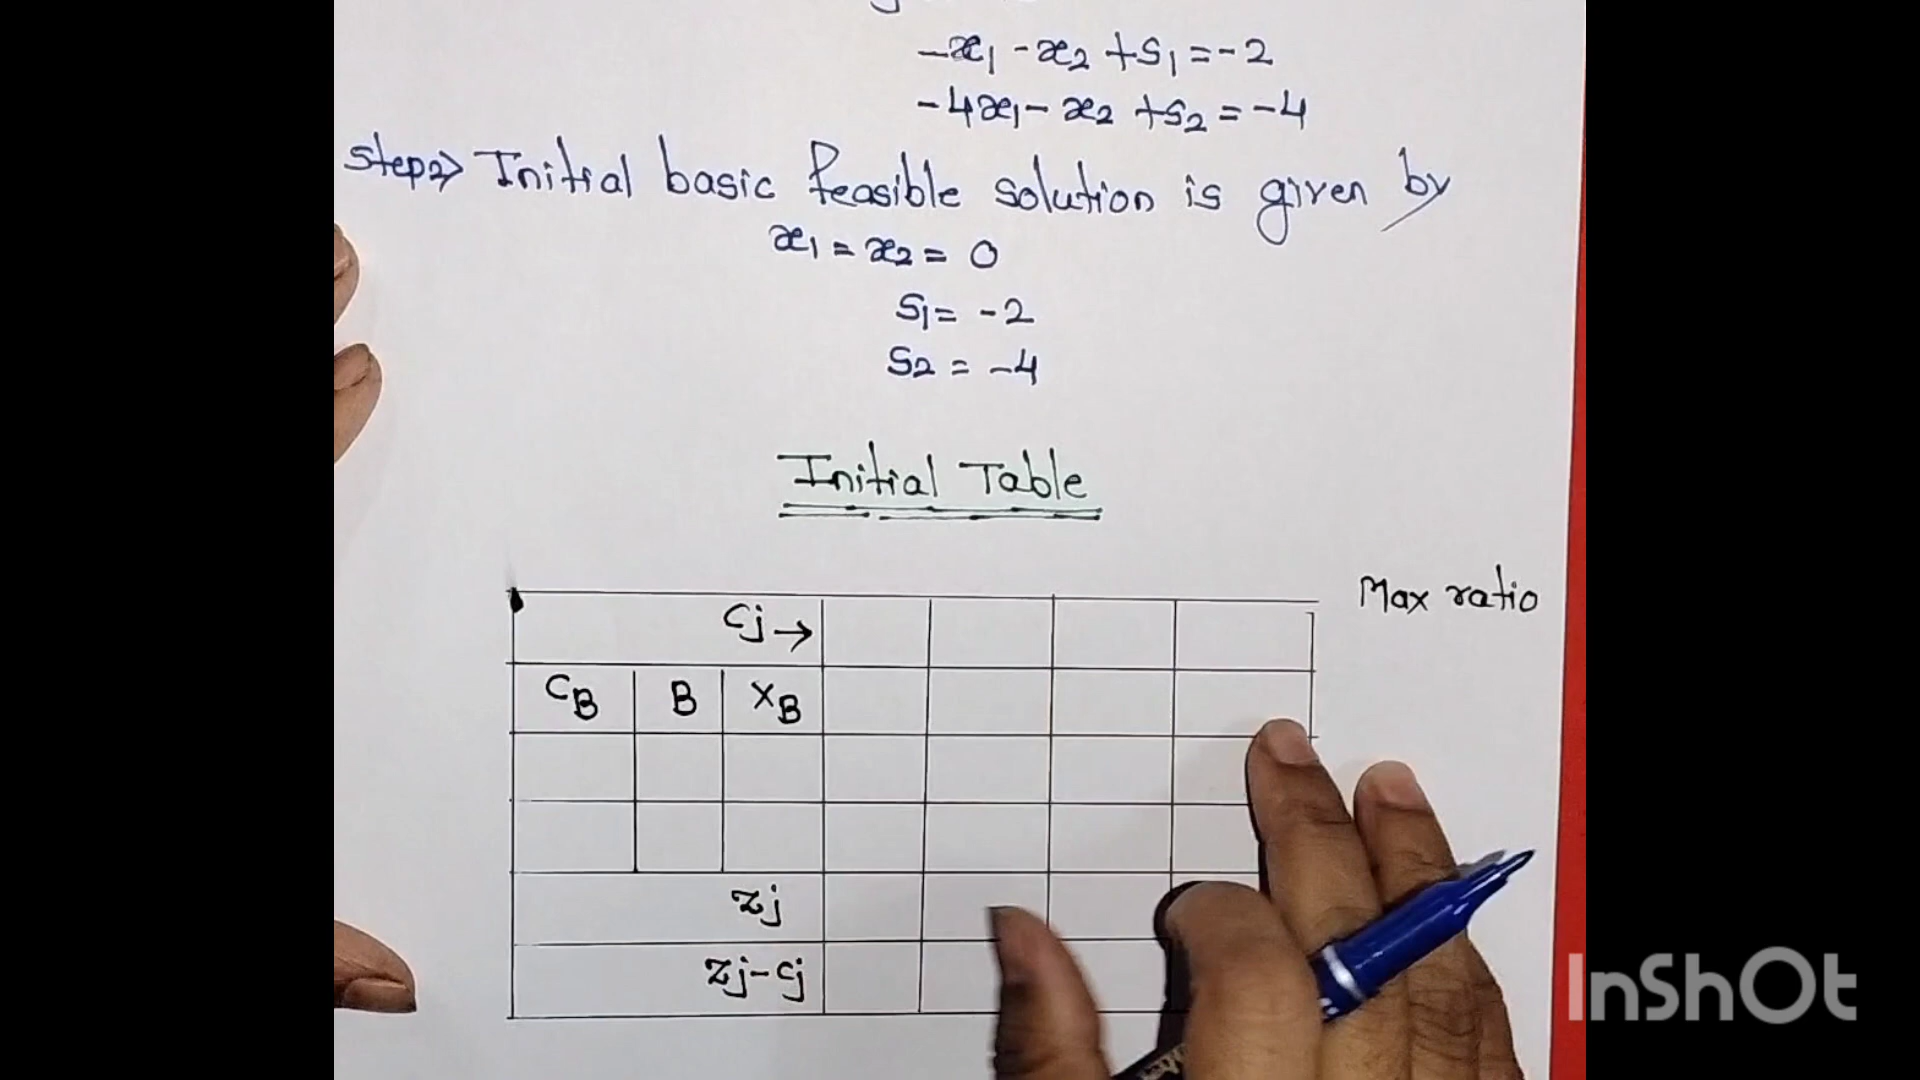 -x1 - x2 + S1 = -2
-4x1 - x2 + S2 = -4
Step2> Initial basic feasible solution is given by
x1 = x2 = 0
S1 = -2
S2 = -4
Initial Table
Max ratio
Cj →
CB B XB
Zj
Zj - Cj
InShOt